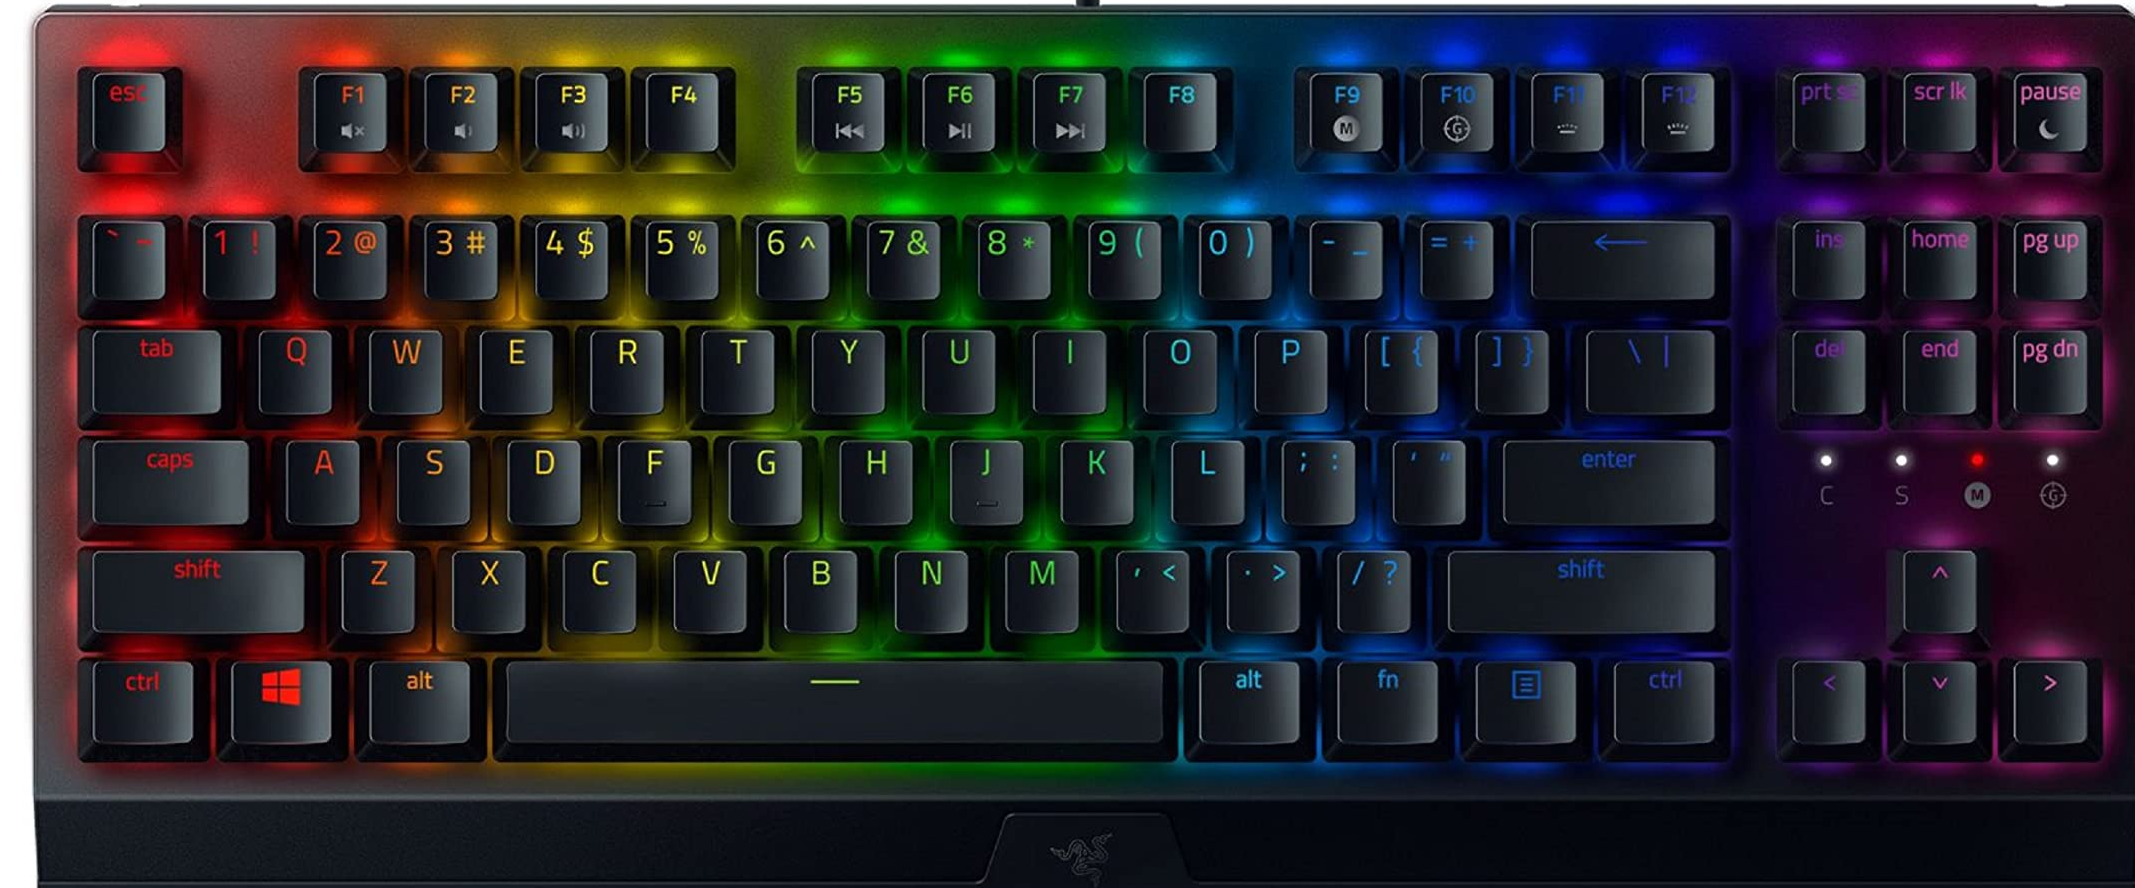 esc F1 F2 F3 F4 F5 F6 F7 F8 F9 F10 F11 F12 prt sc scr lk pause
M G
` ~ 1 ! 2 @ 3 # 4 $ 5 % 6 ^ 7 & 8 * 9 ( 0 ) - _ = + ← ins home pg up
tab Q W E R T Y U I O P [ { ] } \ | del end pg dn
caps A S D F G H J K L ; : ' " enter
C S M G
shift Z X C V B N M , < . > / ? shift ^
ctrl alt alt fn ctrl < v >